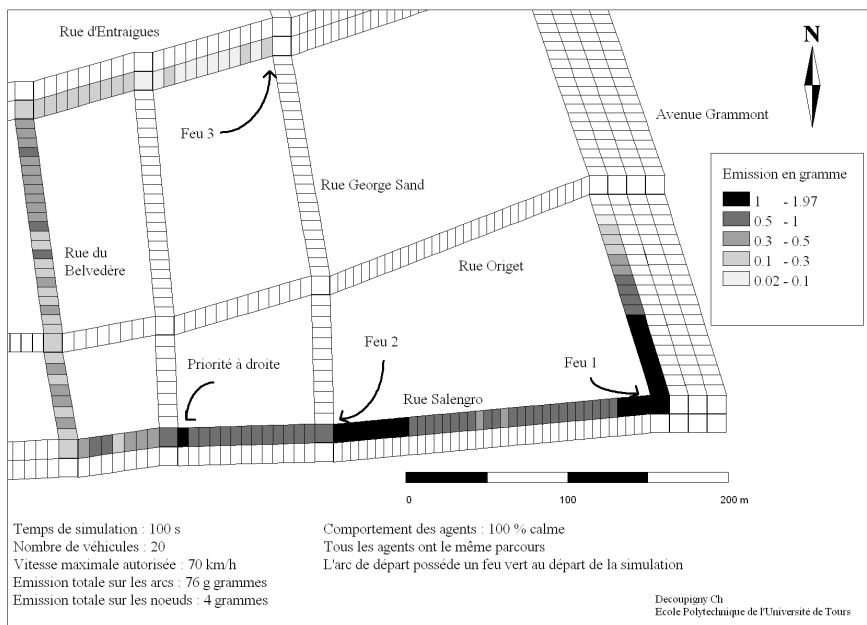 Rue d'Entraigues
N
Feu 3
Avenue Grammont
Emission en gramme
1 - 1.97
0.5 - 1
0.3 - 0.5
0.1 - 0.3
0.02 - 0.1
Rue George Sand
Rue du
Belvedère
Rue Origet
Priorité à droite
Feu 2
Feu 1
Rue Salengro
0 100 200 m
Temps de simulation : 100 s
Nombre de véhicules : 20
Vitesse maximale autorisée : 70 km/h
Emission totale sur les arcs : 76 g grammes
Emission totale sur les noeuds : 4 grammes
Comportement des agents : 100 % calme
Tous les agents ont le même parcours
L'arc de départ posséde un feu vert au départ de la simulation
Decoupigny Ch
Ecole Polytechnique de l'Université de Tours